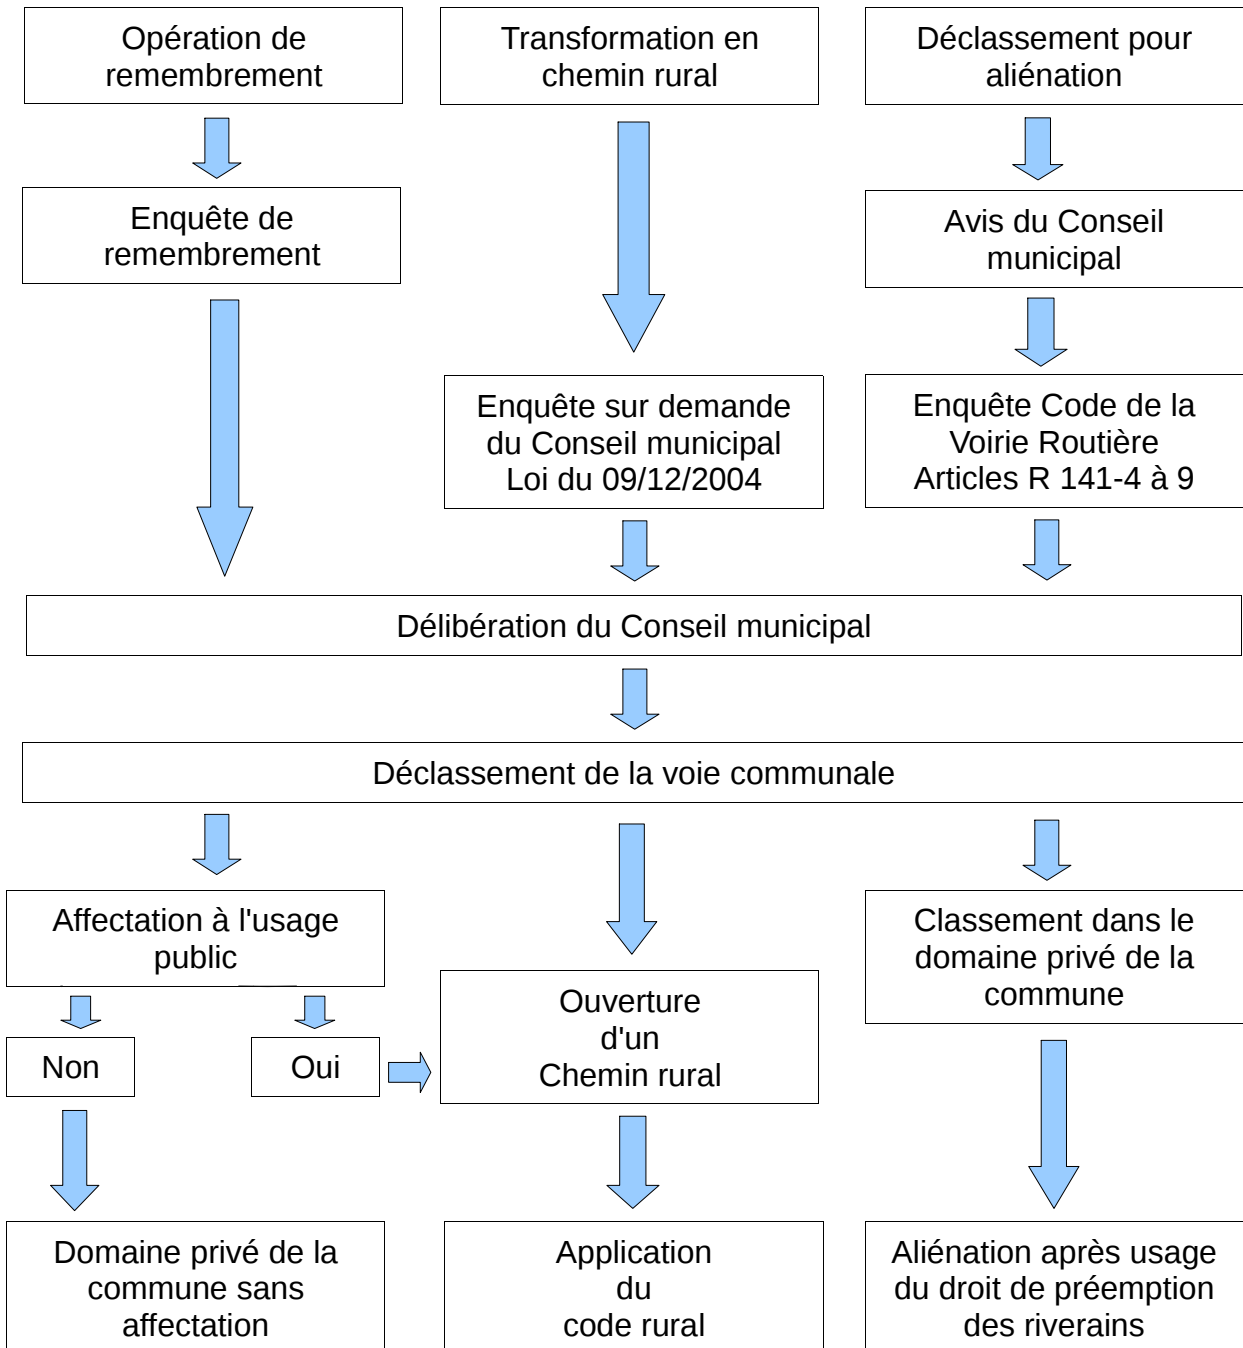 Opération de
remembrement
Transformation en
chemin rural
Déclassement pour
aliénation
Enquête de
remembrement
Avis du Conseil
municipal
Enquête sur demande
du Conseil municipal
Loi du 09/12/2004
Enquête Code de la
Voirie Routière
Articles R 141-4 à 9
Délibération du Conseil municipal
Déclassement de la voie communale
Affectation à l'usage
public
Classement dans le
domaine privé de la
commune
Ouverture
d'un
Chemin rural
Non
Oui
Domaine privé de la
commune sans
affectation
Application
du
code rural
Aliénation après usage
du droit de préemption
des riverains